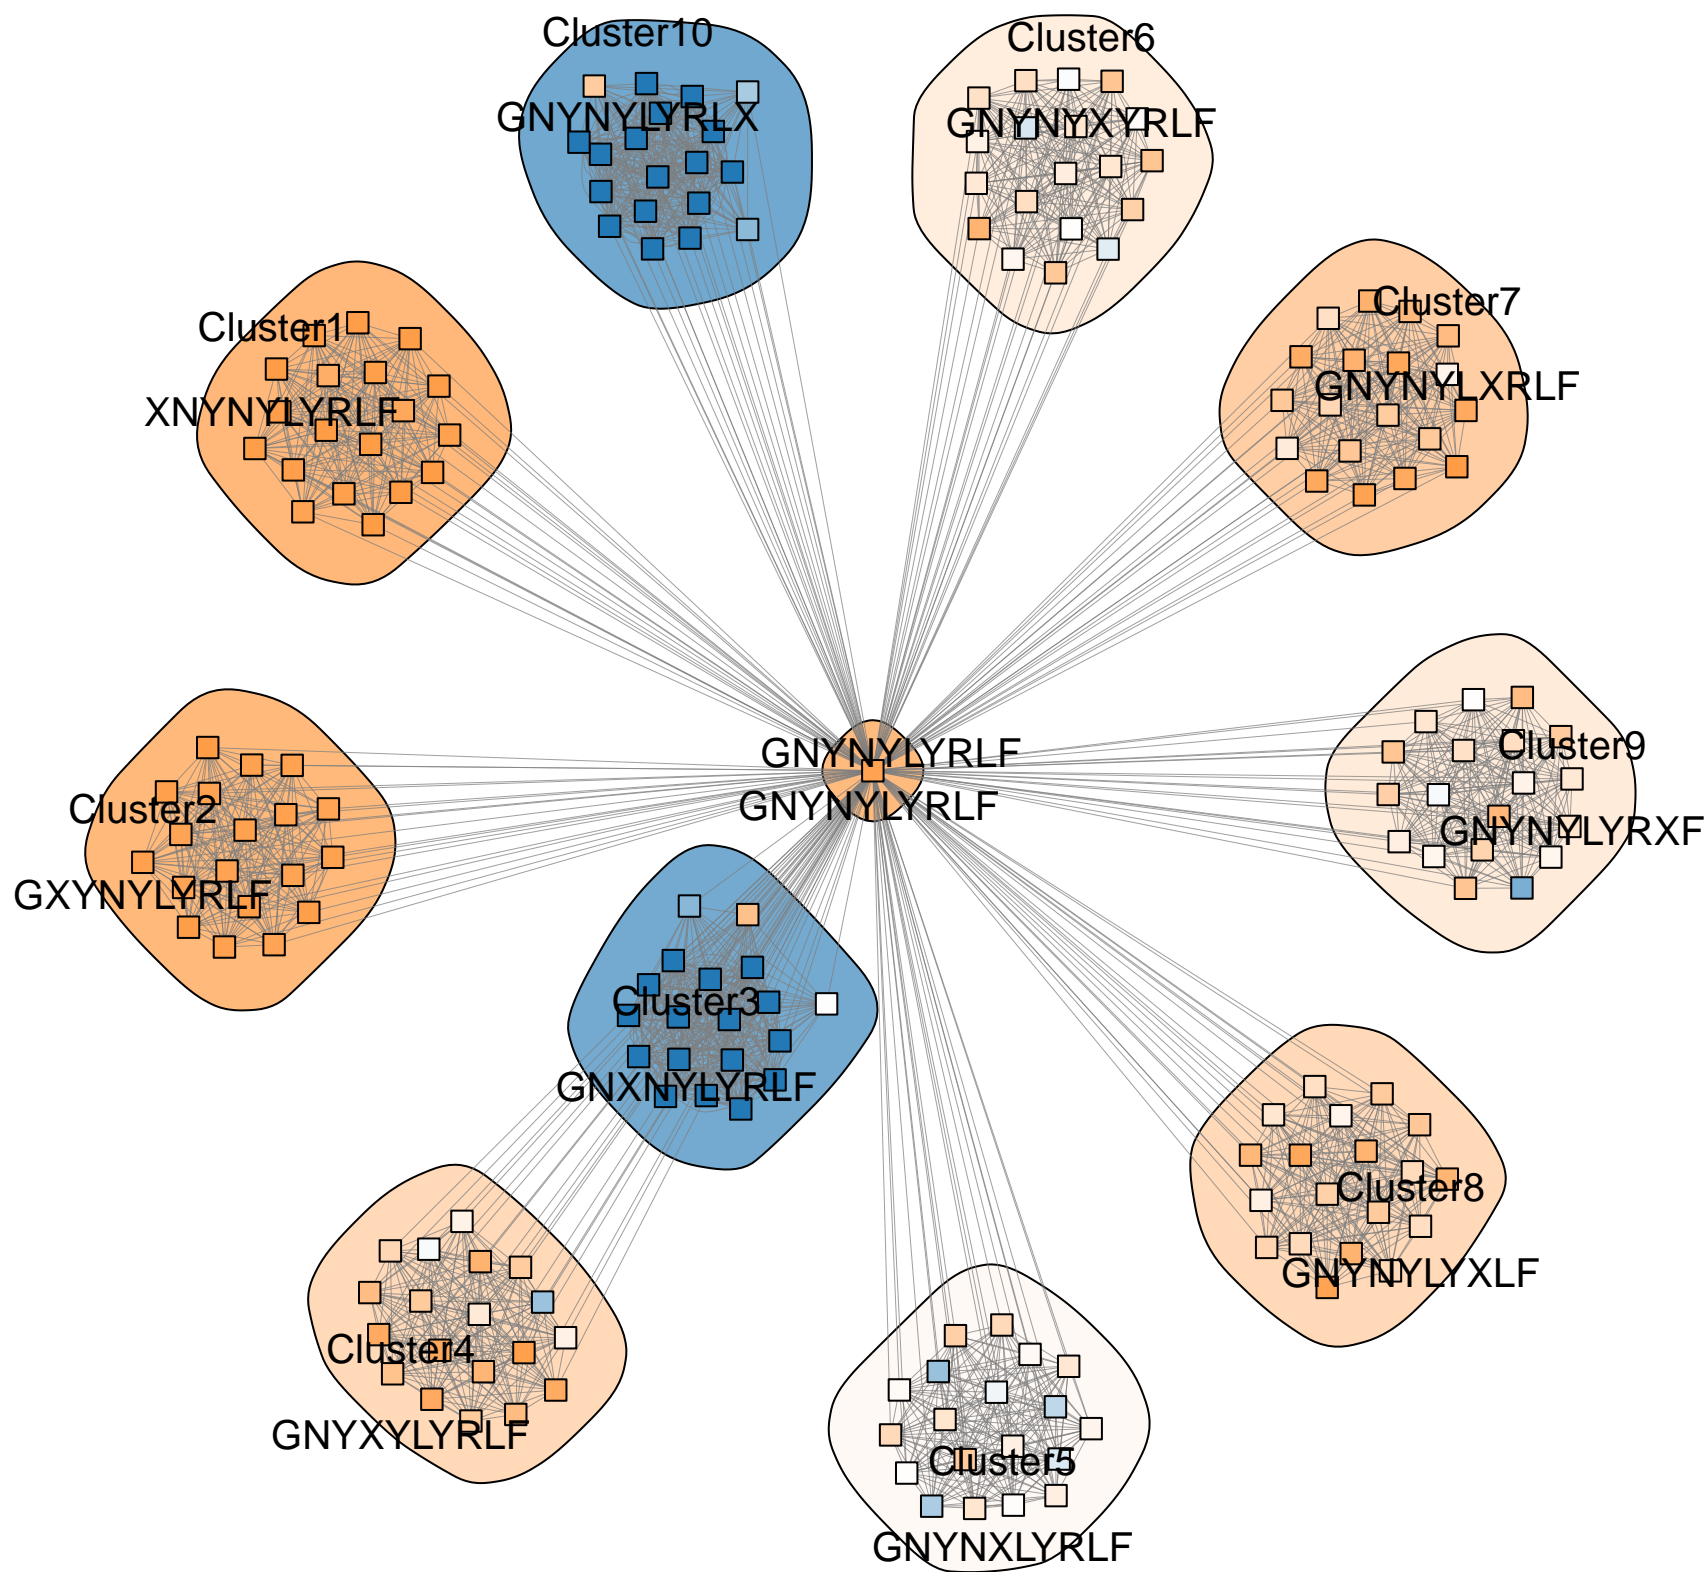 Cluster10
GNYNYLYRLX
Cluster6
GNYNYXYRLF
Cluster1
XNYNYLYRLF
Cluster7
GNYNYLXRLF
Cluster2
GXYNYLYRLF
GNYNYLYRLF
GNYNYLYRLF
Cluster9
GNYNYLYRXF
Cluster3
GNXNYLYRLF
Cluster8
GNYNYLYXLF
Cluster4
GNYXYLYRLF
Cluster5
GNYNXLYRLF